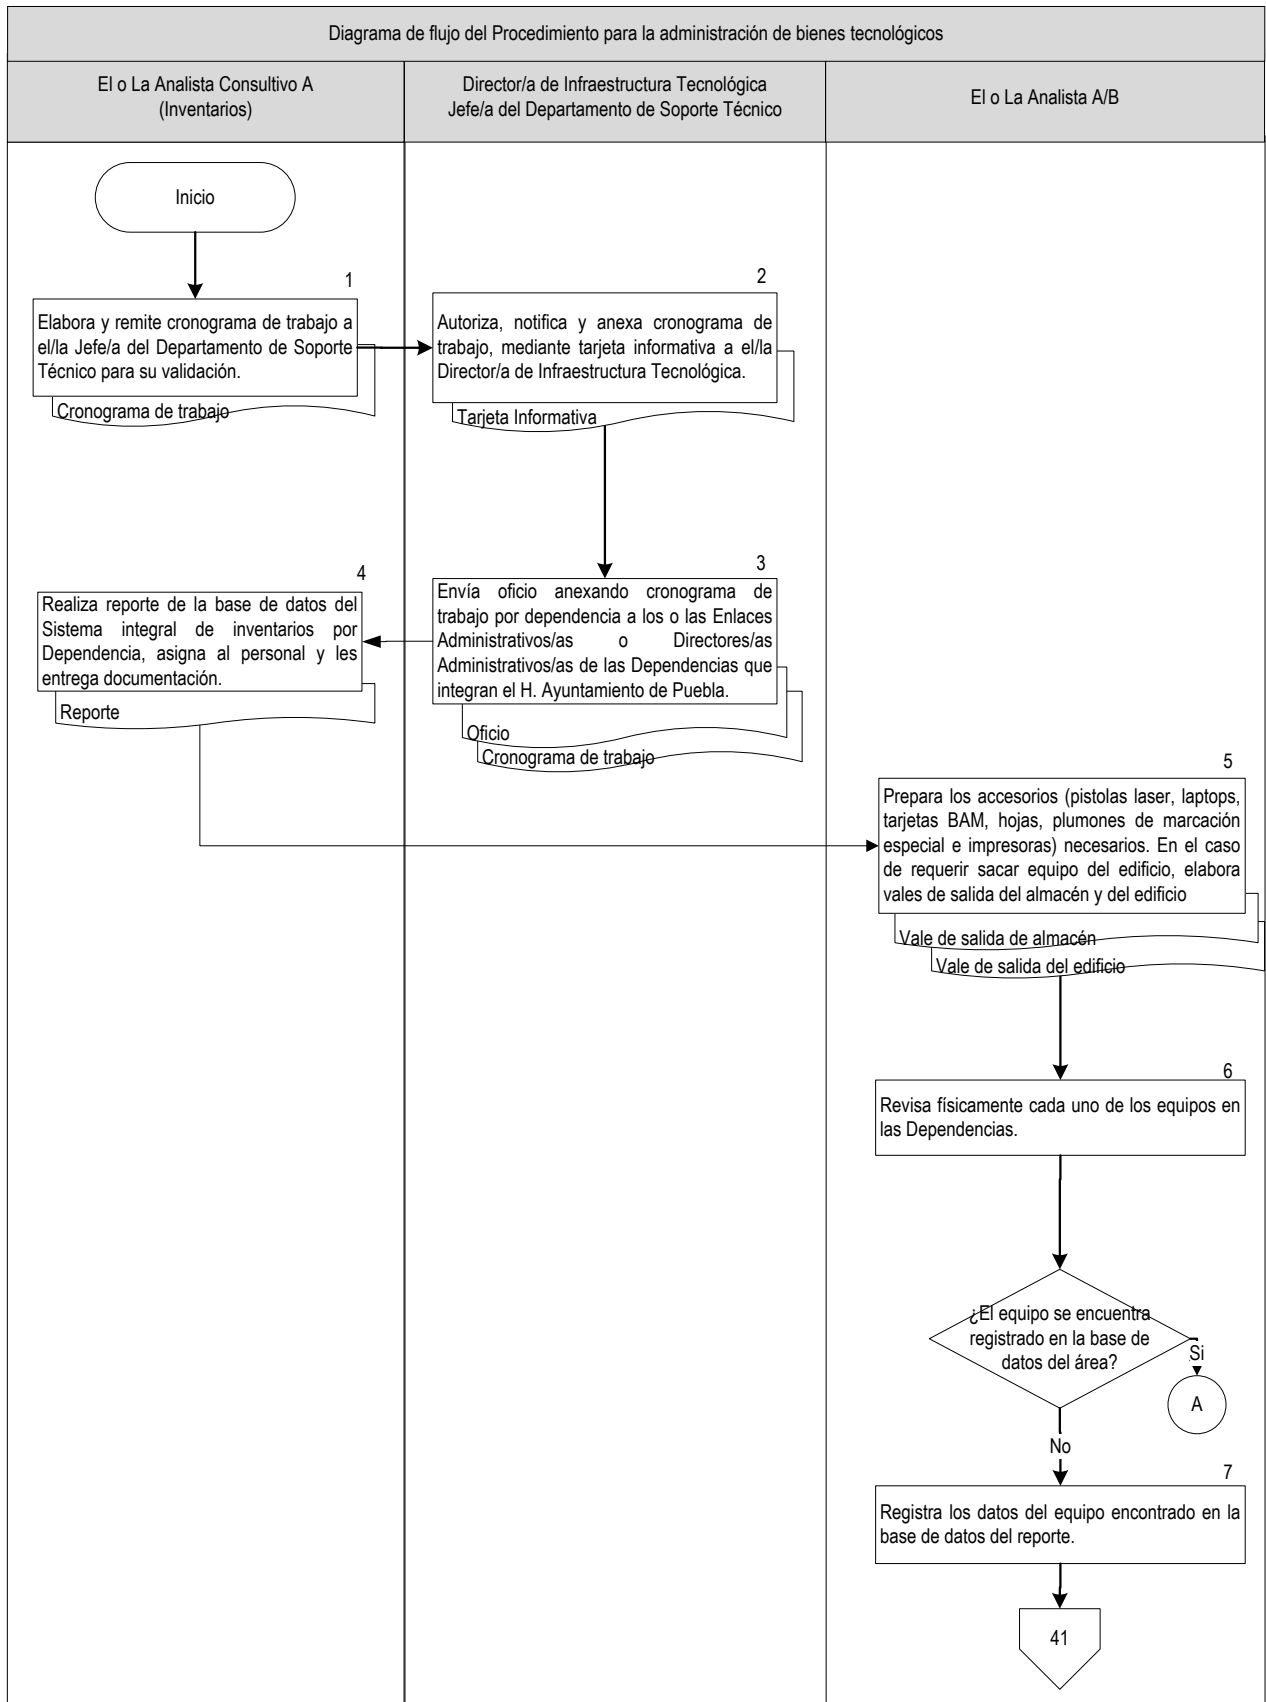 Diagrama de flujo del Procedimiento para la administración de bienes tecnológicos
El o La Analista Consultivo A
(Inventarios)
Director/a de Infraestructura Tecnológica
Jefe/a del Departamento de Soporte Técnico
El o La Analista A/B
Inicio
1
Elabora y remite cronograma de trabajo a
el/la Jefe/a del Departamento de Soporte
Técnico para su validación.
Cronograma de trabajo
2
Autoriza, notifica y anexa cronograma de
trabajo, mediante tarjeta informativa a el/la
Director/a de Infraestructura Tecnológica.
Tarjeta Informativa
3
Envía oficio anexando cronograma de
trabajo por dependencia a los o las Enlaces
Administrativos/as o Directores/as
Administrativos/as de las Dependencias que
integran el H. Ayuntamiento de Puebla.
Oficio
Cronograma de trabajo
4
Realiza reporte de la base de datos del
Sistema integral de inventarios por
Dependencia, asigna al personal y les
entrega documentación.
Reporte
5
Prepara los accesorios (pistolas laser, laptops,
tarjetas BAM, hojas, plumones de marcación
especial e impresoras) necesarios. En el caso
de requerir sacar equipo del edificio, elabora
vales de salida del almacén y del edificio
Vale de salida de almacén
Vale de salida del edificio
6
Revisa físicamente cada uno de los equipos en
las Dependencias.
¿El equipo se encuentra
registrado en la base de
datos del área?
Si
A
No
7
Registra los datos del equipo encontrado en la
base de datos del reporte.
41